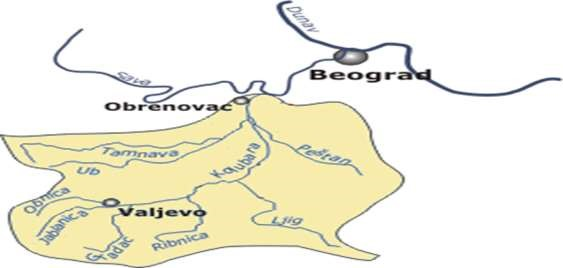 Dunav
Sava
Beograd
Obrenovac
Tamnava
Ub
Kolubara
Peštan
Obnica
Jablanica
Valjevo
Gradac
Ribnica
Ljig